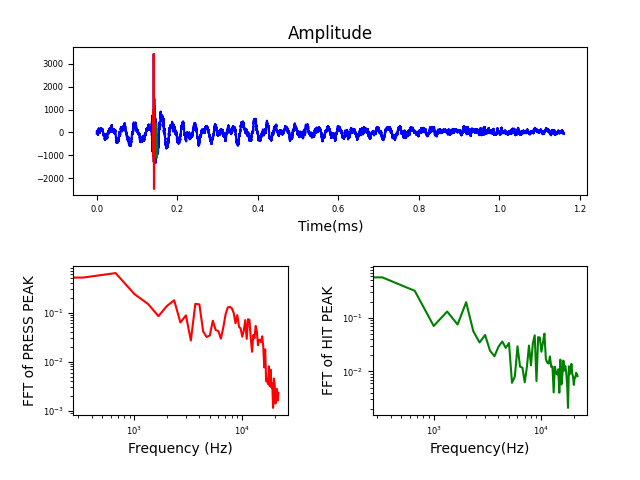 Amplitude
3000
2000
1000
0
−1000
−2000
0.0 0.2 0.4 0.6 0.8 1.0 1.2
Time(ms)
FFT of PRESS PEAK
10⁻¹
10⁻²
10⁻³
10³ 10⁴
Frequency (Hz)
FFT of HIT PEAK
10⁻¹
10⁻²
10³ 10⁴
Frequency(Hz)